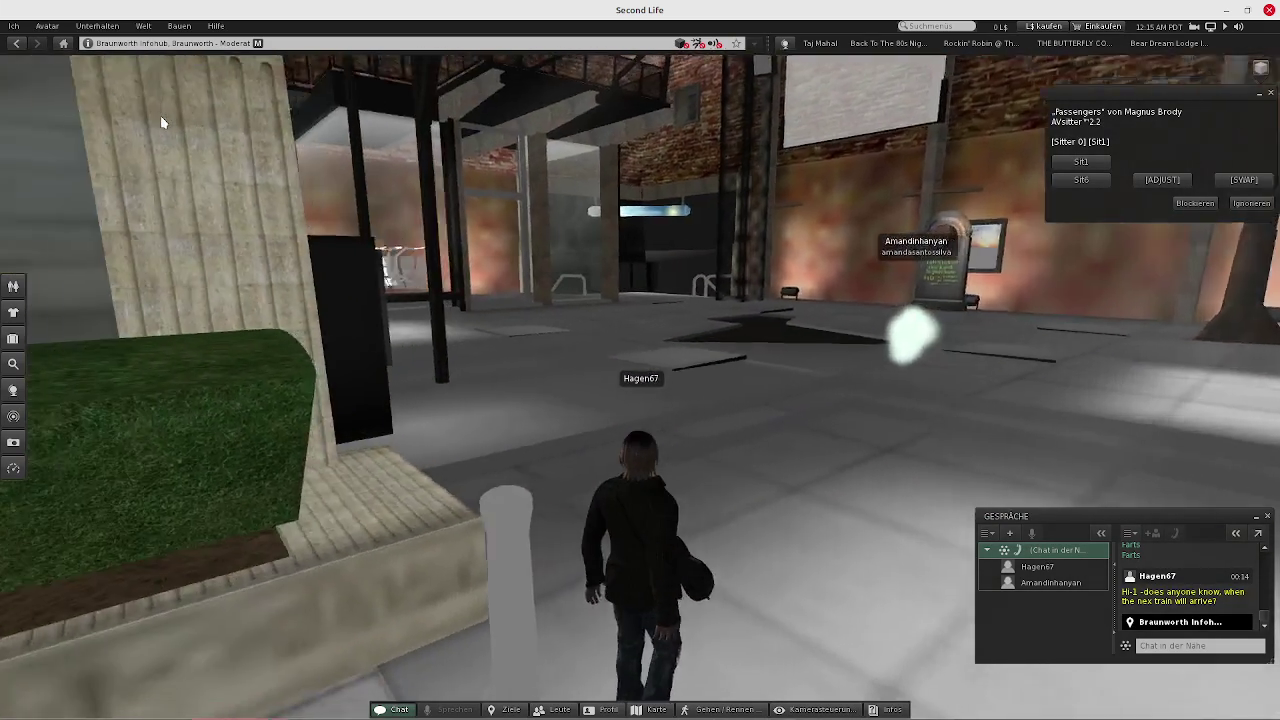 Second Life
Ich Avatar Unterhalten Welt Bauen Hilfe
Suchmenüs 0 L$ L$ kaufen Einkaufen 12:15 AM PDT
Braunworth Infohub, Braunworth - Moderat M
Taj Mahal Back To The 80s Nig... Rockin' Robin @ Th... THE BUTTERFLY CO... Bear Dream Lodge I...
„Passengers“ von Magnus Brody
AVsitter™2.2
[Sitter 0] [Sit1]
Sit1
Sit6 [ADJUST] [SWAP]
Blockieren Ignorieren
Amandinhanyan
amandasantossilva
Hagen67
GESPRÄCHE
(Chat in der N...
Hagen67
Amandinhanyan
Farts
Farts
Hagen67 00:14
Hi-1 -does anyone know, when
the nex train will arrive?
Braunworth Infoh...
Chat in der Nähe
Chat Sprechen Ziele Leute Profil Karte Gehen / Rennen ... Kamerasteuerun... Infos